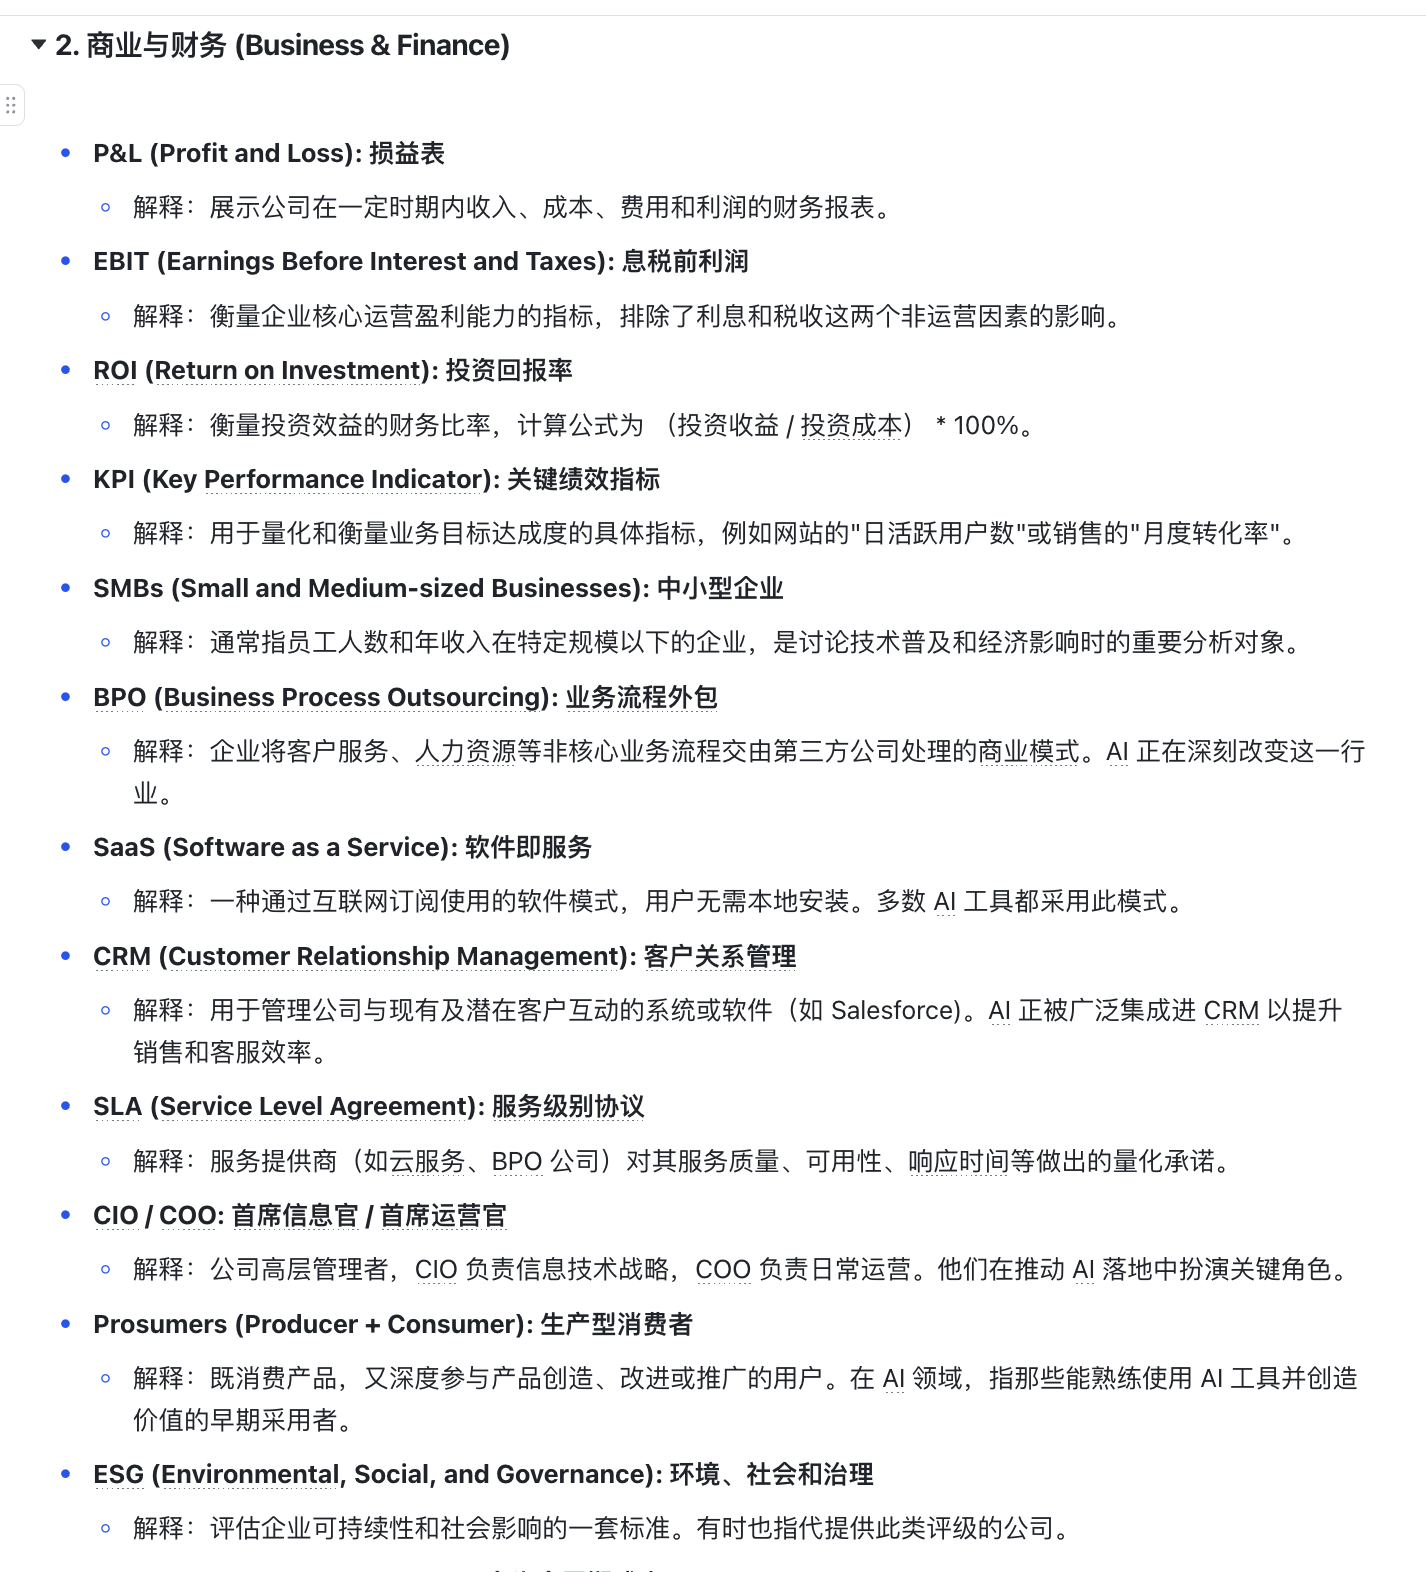 2. 商业与财务 (Business & Finance)
P&L (Profit and Loss): 损益表
解释：展示公司在一定时期内收入、成本、费用和利润的财务报表。
EBIT (Earnings Before Interest and Taxes): 息税前利润
解释：衡量企业核心运营盈利能力的指标，排除了利息和税收这两个非运营因素的影响。
ROI (Return on Investment): 投资回报率
解释：衡量投资效益的财务比率，计算公式为 （投资收益 / 投资成本） * 100%。
KPI (Key Performance Indicator): 关键绩效指标
解释：用于量化和衡量业务目标达成度的具体指标，例如网站的"日活跃用户数"或销售的"月度转化率"。
SMBs (Small and Medium-sized Businesses): 中小型企业
解释：通常指员工人数和年收入在特定规模以下的企业，是讨论技术普及和经济影响时的重要分析对象。
BPO (Business Process Outsourcing): 业务流程外包
解释：企业将客户服务、人力资源等非核心业务流程交由第三方公司处理的商业模式。AI 正在深刻改变这一行
业。
SaaS (Software as a Service): 软件即服务
解释：一种通过互联网订阅使用的软件模式，用户无需本地安装。多数 AI 工具都采用此模式。
CRM (Customer Relationship Management): 客户关系管理
解释：用于管理公司与现有及潜在客户互动的系统或软件（如 Salesforce）。AI 正被广泛集成进 CRM 以提升
销售和客服效率。
SLA (Service Level Agreement): 服务级别协议
解释：服务提供商（如云服务、BPO 公司）对其服务质量、可用性、响应时间等做出的量化承诺。
CIO / COO: 首席信息官 / 首席运营官
解释：公司高层管理者，CIO 负责信息技术战略，COO 负责日常运营。他们在推动 AI 落地中扮演关键角色。
Prosumers (Producer + Consumer): 生产型消费者
解释：既消费产品，又深度参与产品创造、改进或推广的用户。在 AI 领域，指那些能熟练使用 AI 工具并创造
价值的早期采用者。
ESG (Environmental, Social, and Governance): 环境、社会和治理
解释：评估企业可持续性和社会影响的一套标准。有时也指代提供此类评级的公司。